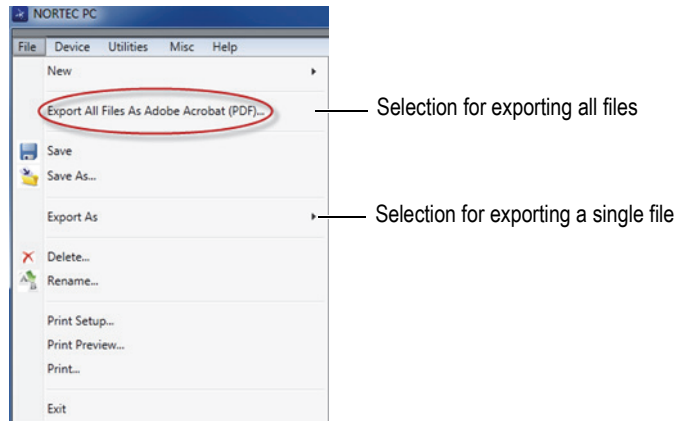 NORTEC PC
File Device Utilities Misc Help
New
Export All Files As Adobe Acrobat (PDF)...
Selection for exporting all files
Save
Save As...
Export As
Selection for exporting a single file
Delete...
Rename...
Print Setup...
Print Preview...
Print...
Exit